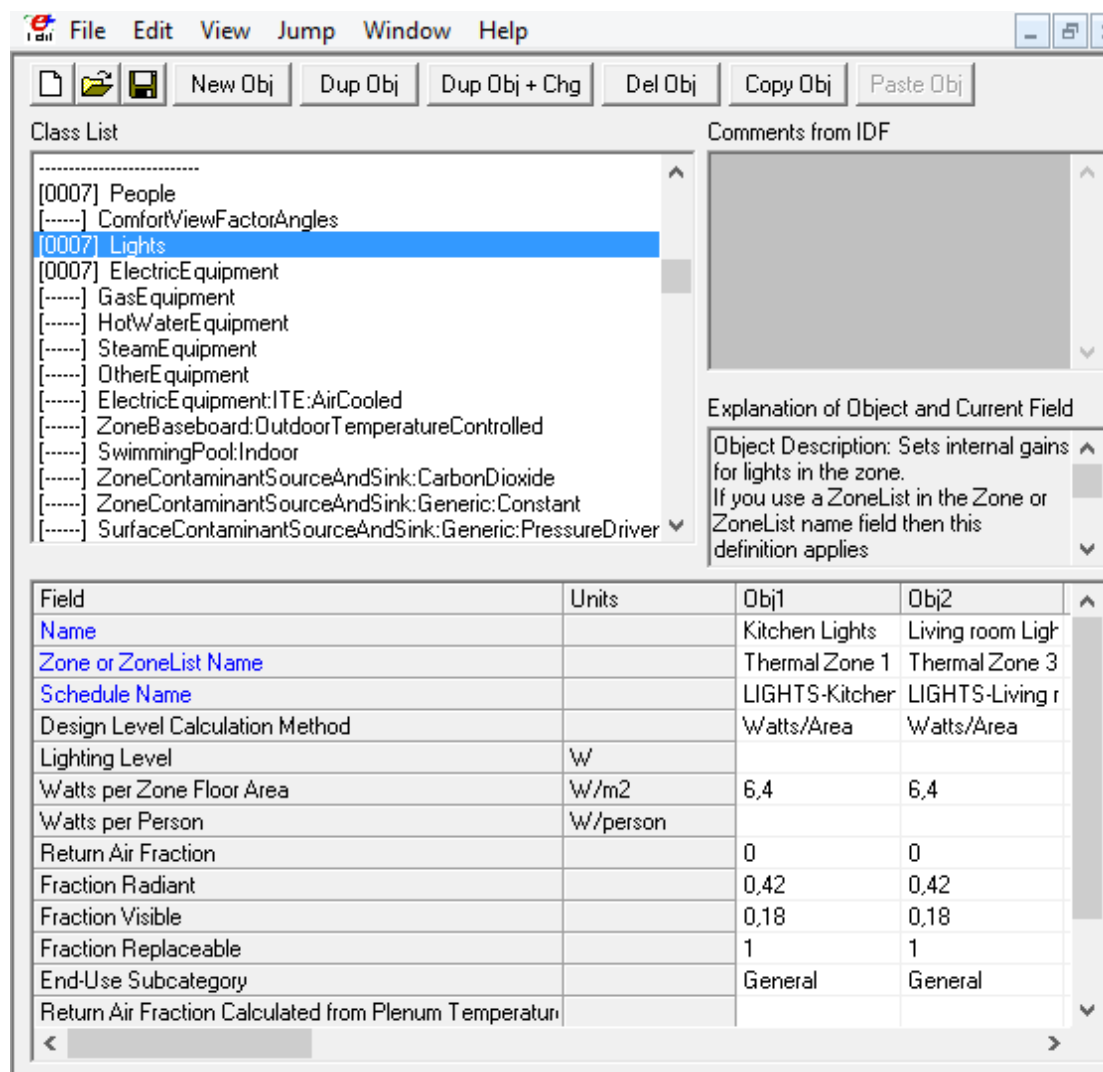 File Edit View Jump Window Help
New Obj Dup Obj Dup Obj + Chg Del Obj Copy Obj Paste Obj
Class List
Comments from IDF
---------------------------
[0007] People
[------] ComfortViewFactorAngles
[0007] Lights
[0007] ElectricEquipment
[------] GasEquipment
[------] HotWaterEquipment
[------] SteamEquipment
[------] OtherEquipment
[------] ElectricEquipment:ITE:AirCooled
[------] ZoneBaseboard:OutdoorTemperatureControlled
[------] SwimmingPool:Indoor
[------] ZoneContaminantSourceAndSink:CarbonDioxide
[------] ZoneContaminantSourceAndSink:Generic:Constant
[------] SurfaceContaminantSourceAndSink:Generic:PressureDriver
Explanation of Object and Current Field
Object Description: Sets internal gains
for lights in the zone.
If you use a ZoneList in the Zone or
ZoneList name field then this
definition applies
Field Units Obj1 Obj2
Name Kitchen Lights Living room Ligh
Zone or ZoneList Name Thermal Zone 1 Thermal Zone 3
Schedule Name LIGHTS-Kitchen LIGHTS-Living r
Design Level Calculation Method Watts/Area Watts/Area
Lighting Level W
Watts per Zone Floor Area W/m2 6,4 6,4
Watts per Person W/person
Return Air Fraction 0 0
Fraction Radiant 0,42 0,42
Fraction Visible 0,18 0,18
Fraction Replaceable 1 1
End-Use Subcategory General General
Return Air Fraction Calculated from Plenum Temperatur